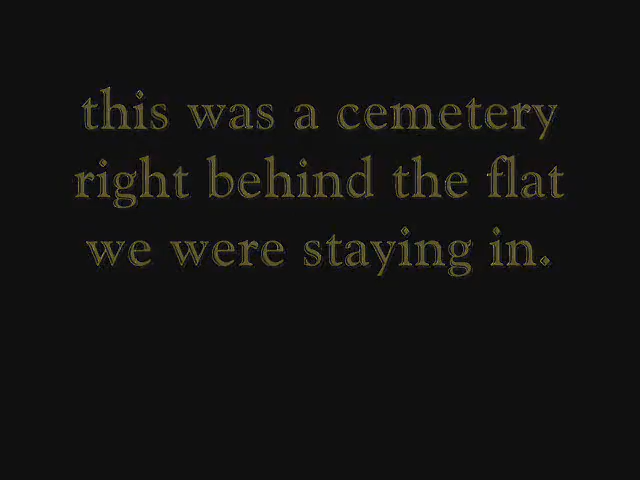 this was a cemetery
right behind the flat
we were staying in.